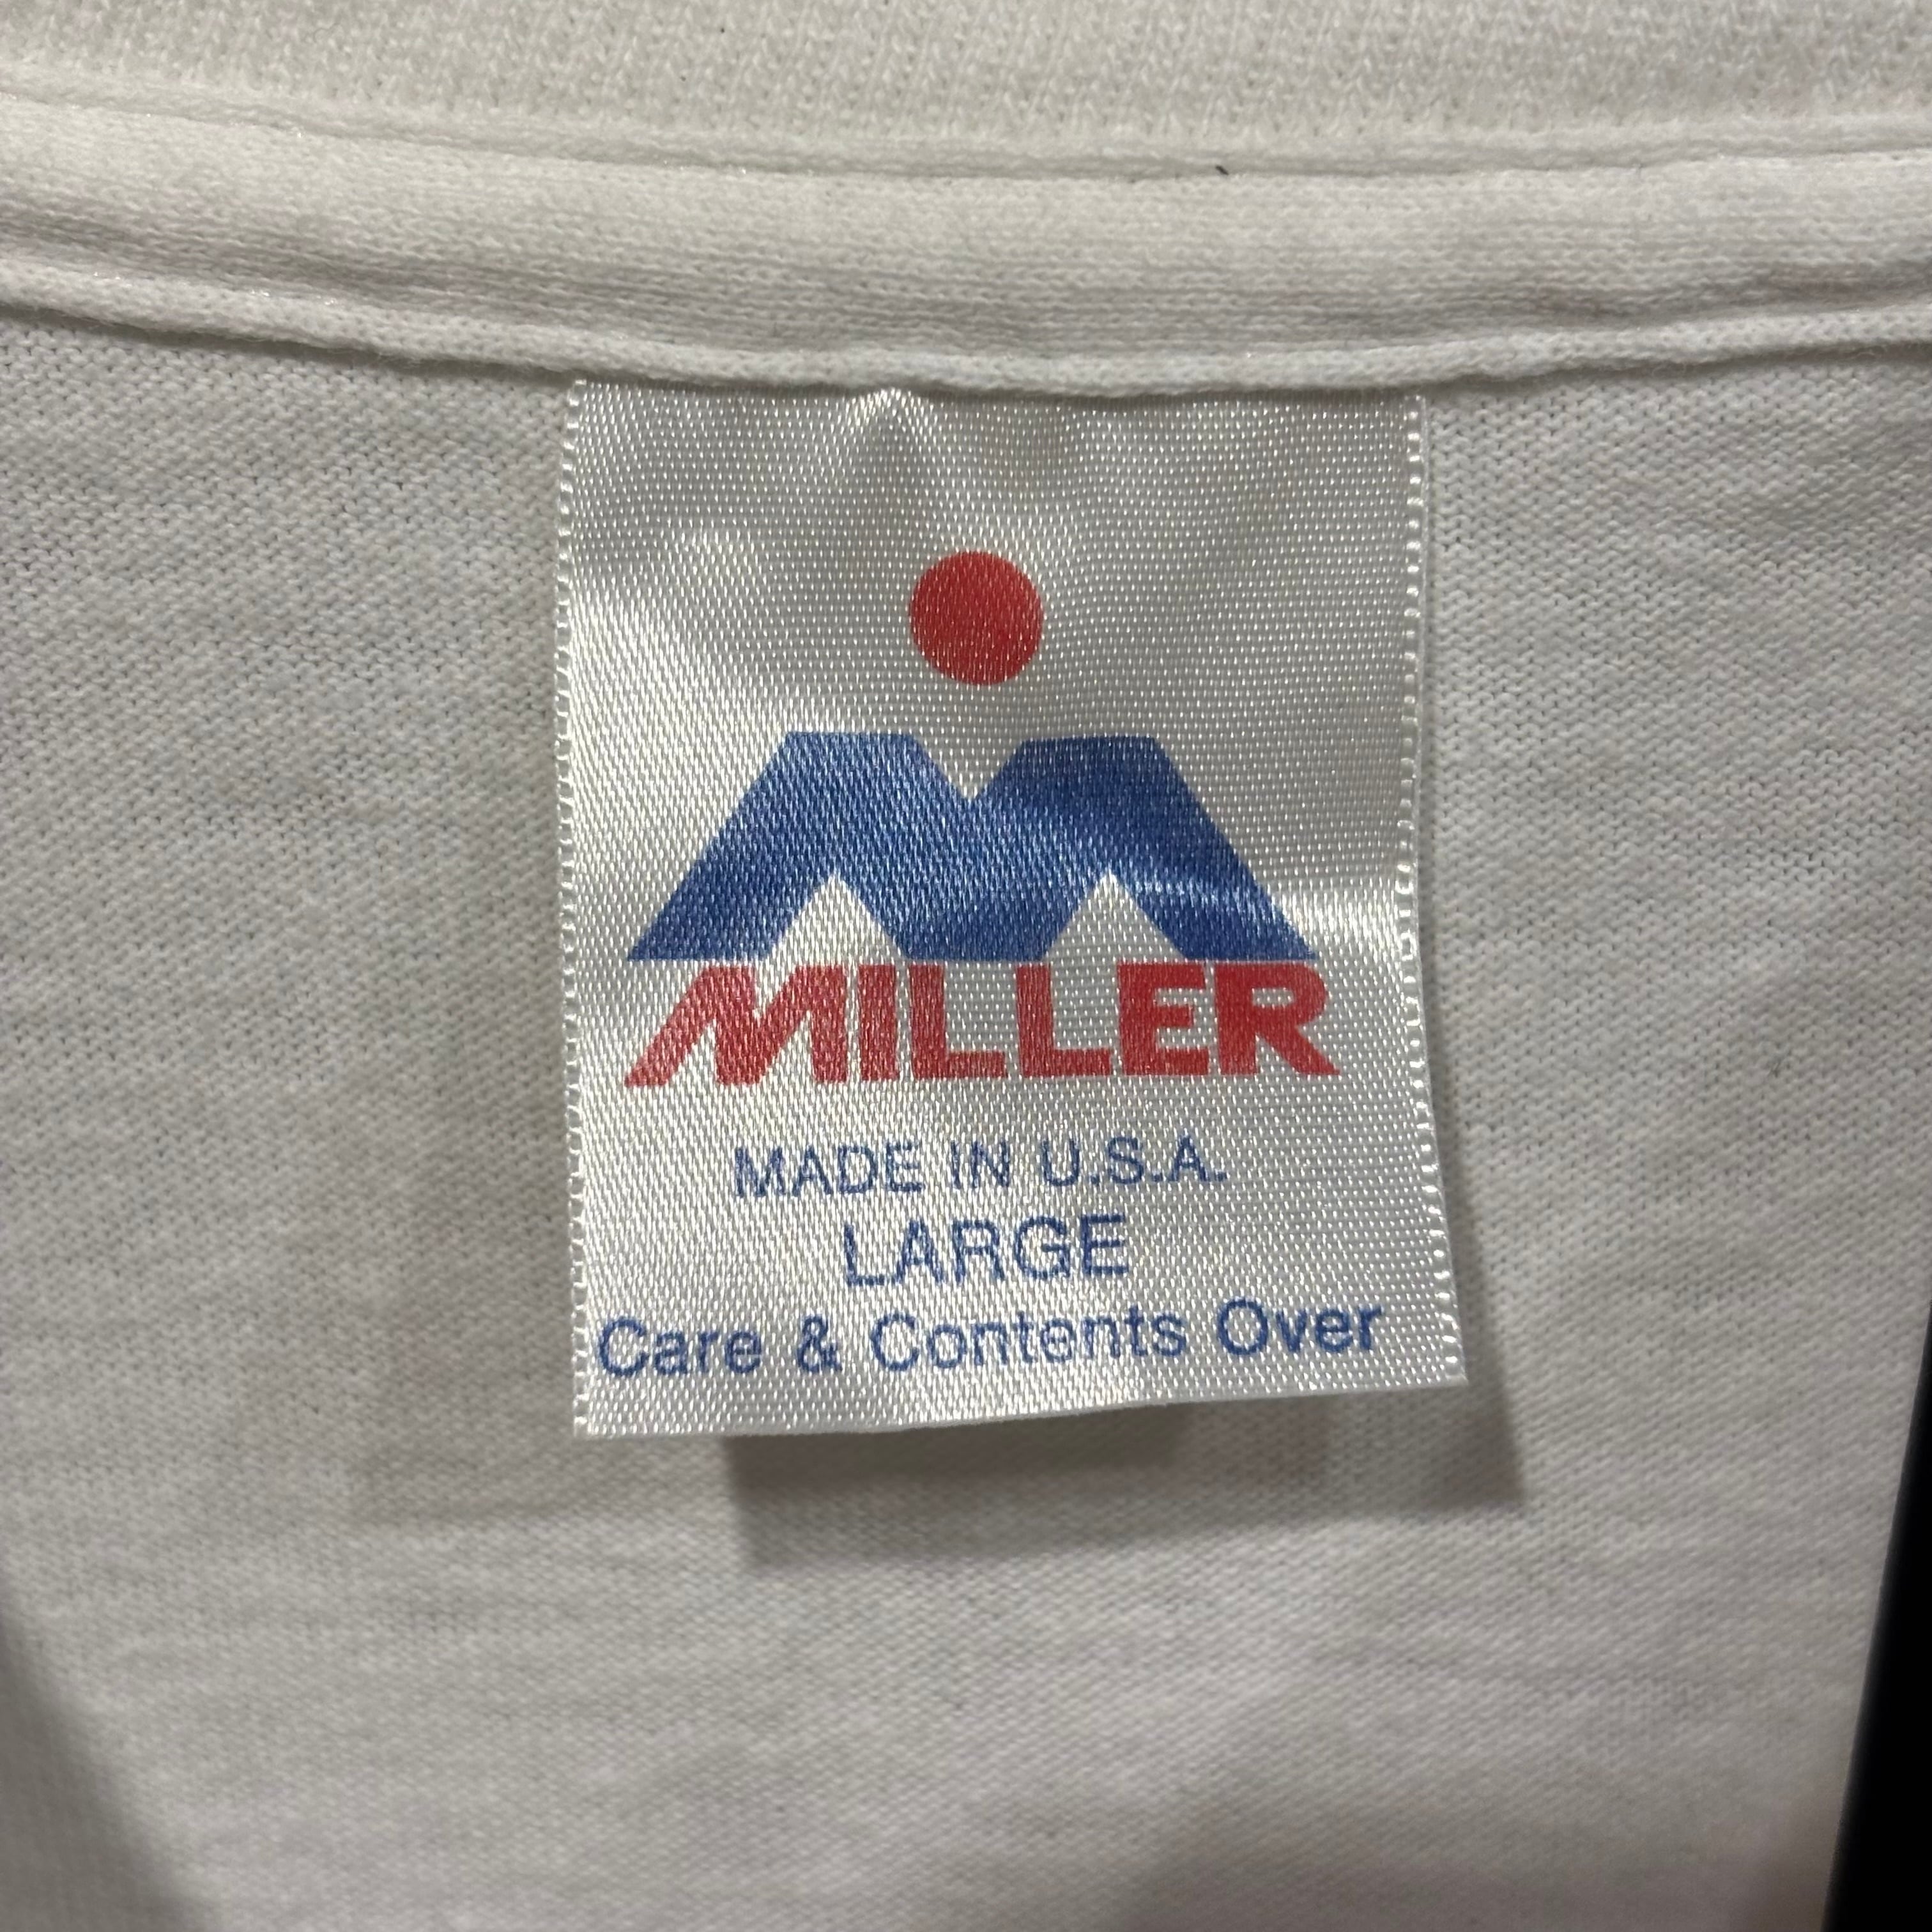 MILLER
MADE IN U.S.A.
LARGE
Care & Contents Over